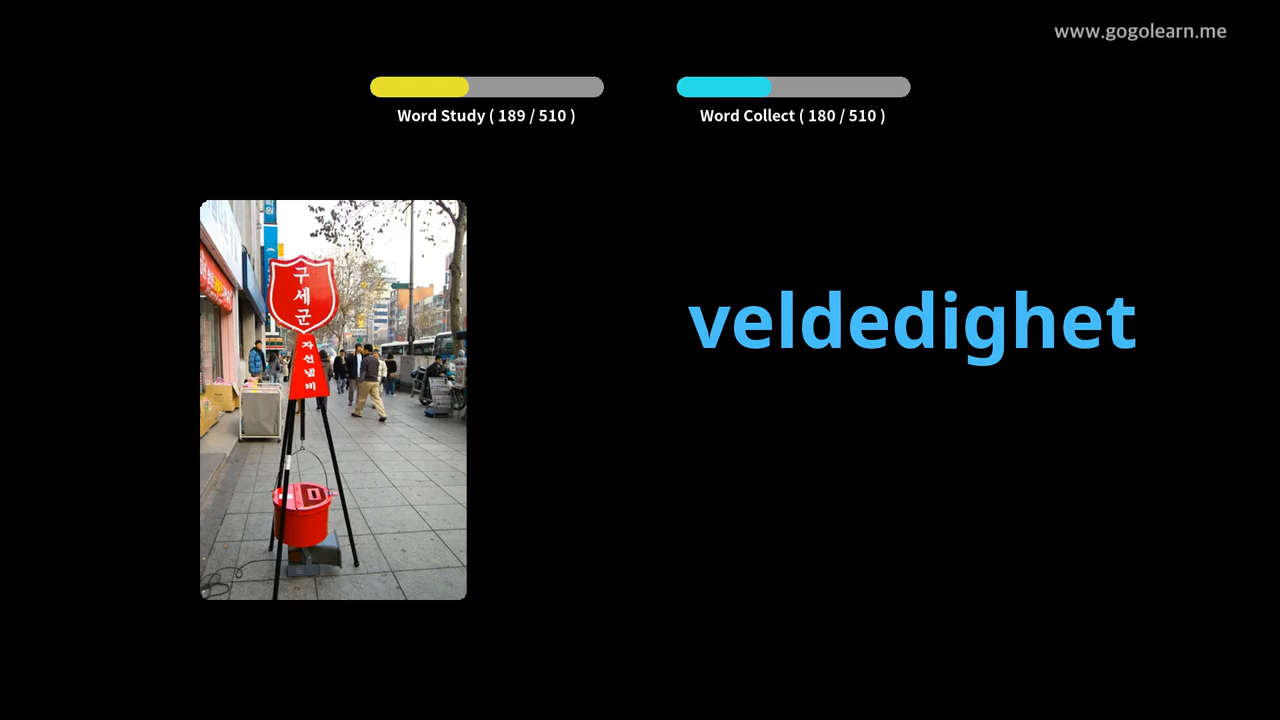 www.gogolearn.me
Word Study ( 189 / 510 )
Word Collect ( 180 / 510 )
구
세
군
자
선
냄
비
veldedighet